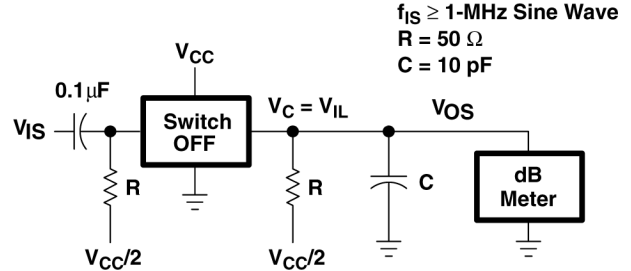 f_IS ≥ 1-MHz Sine Wave
R = 50 Ω
C = 10 pF
V_CC
0.1μF
V_IS
Switch
OFF
V_C = V_IL
V_OS
R
R
C
dB
Meter
V_CC/2
V_CC/2